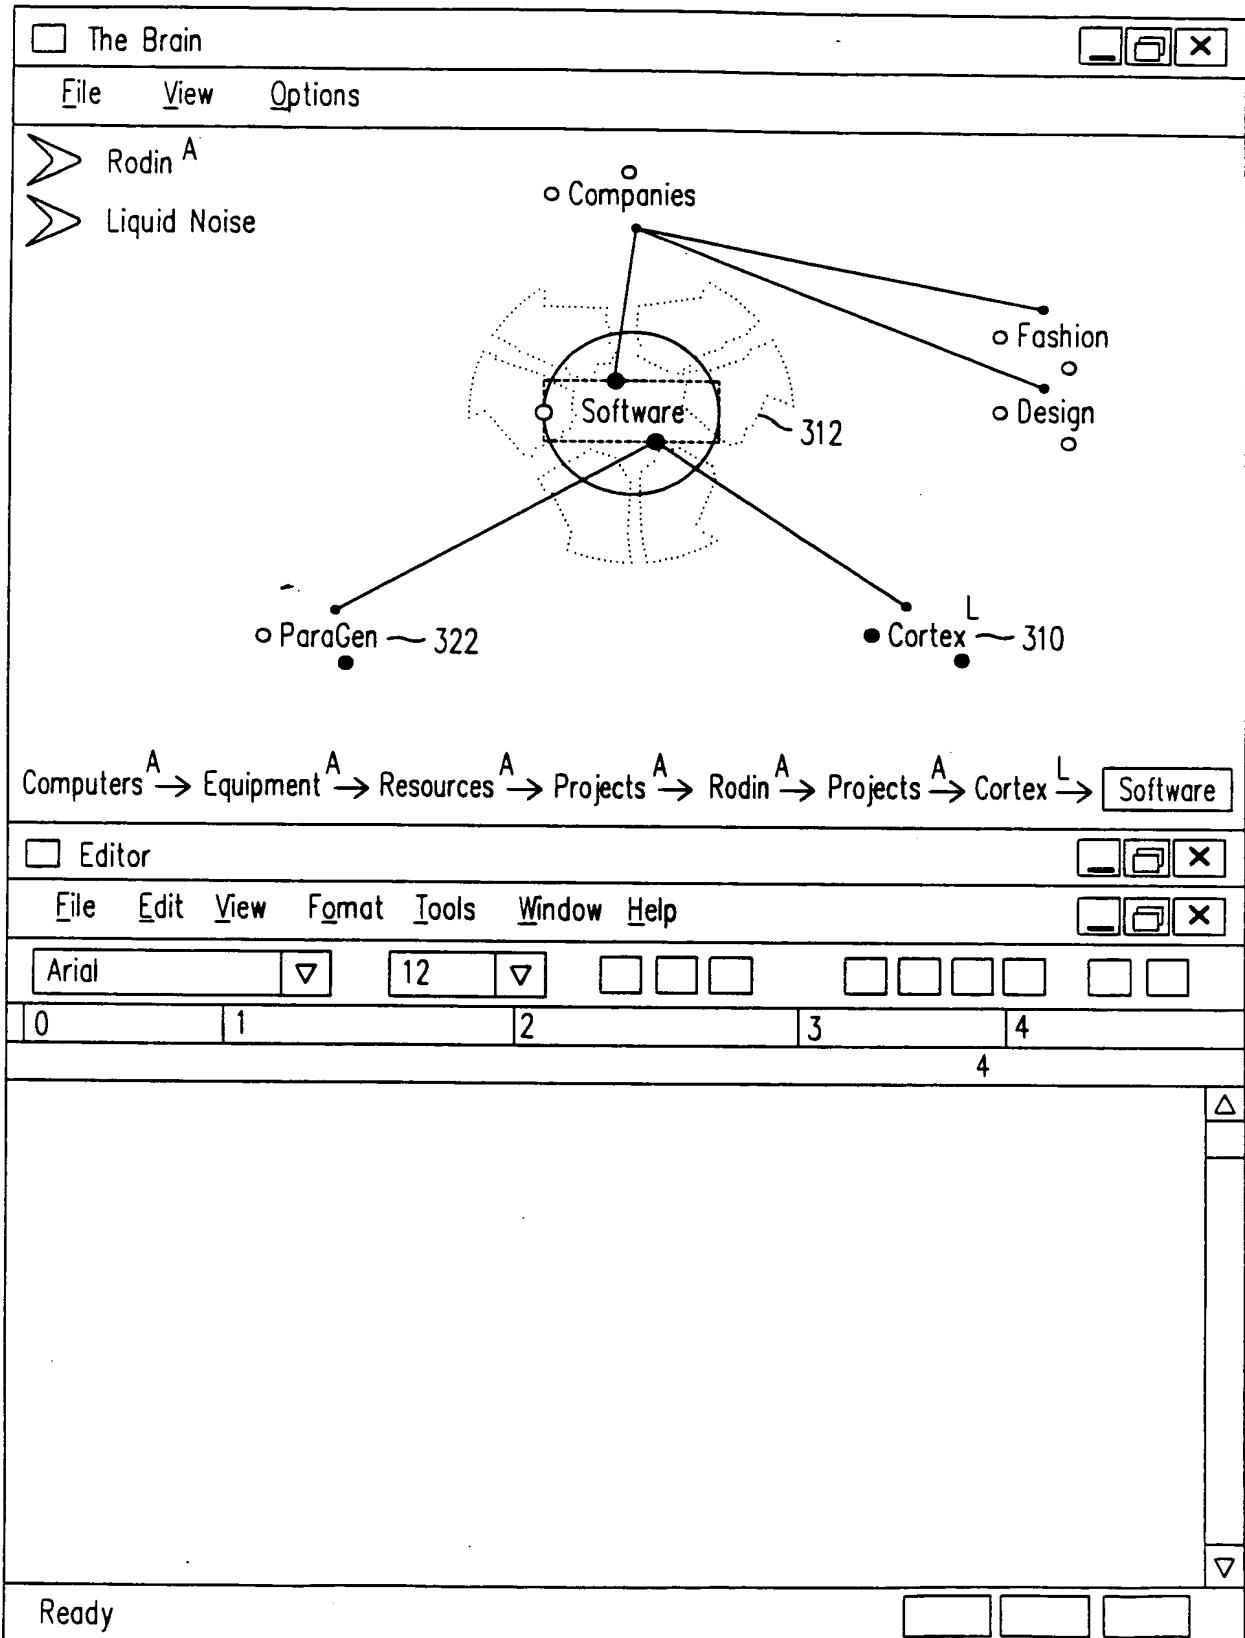 The Brain
File View Options
Rodin A
Liquid Noise
Companies
Fashion
Design
Software
312
ParaGen 322
Cortex L 310
Computers A → Equipment A → Resources A → Projects A → Rodin A → Projects A → Cortex L → Software
Editor
File Edit View Fomat Tools Window Help
Arial 12
0 1 2 3 4
4
Ready